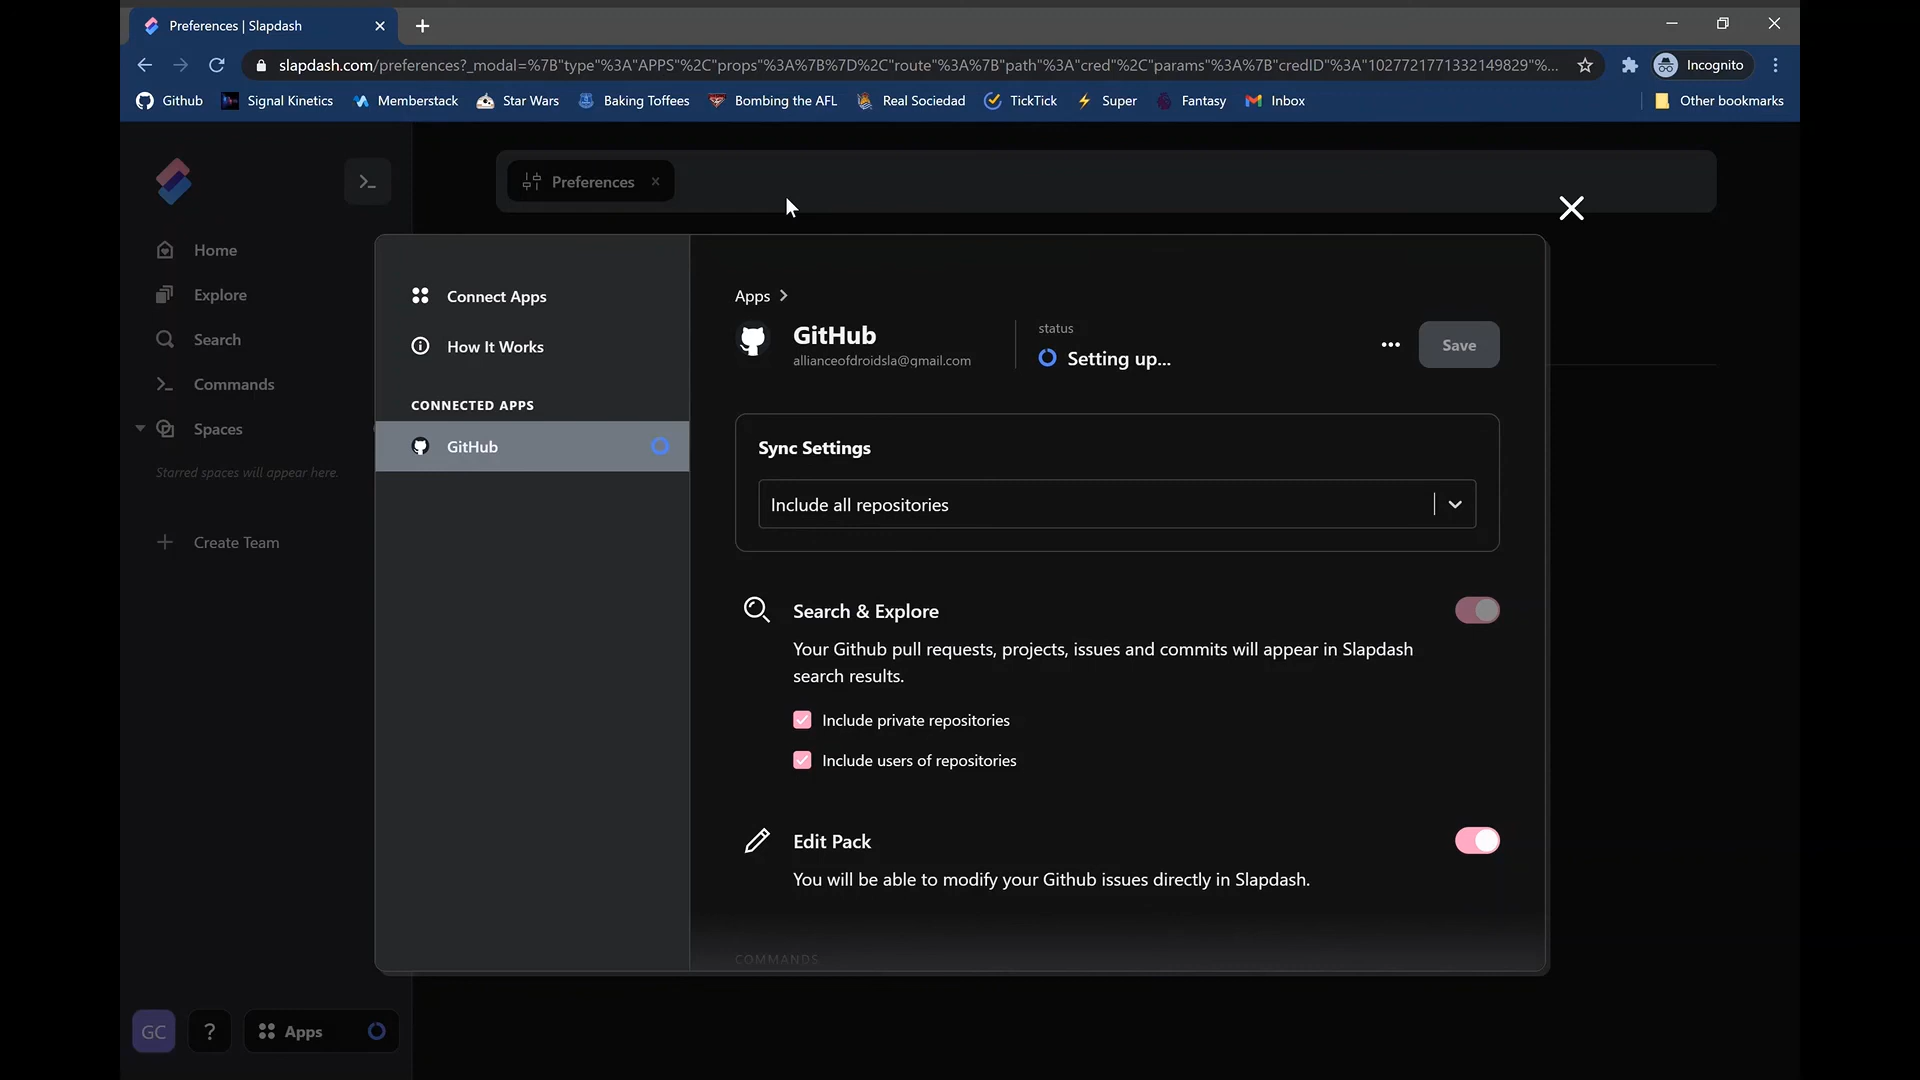 Preferences | Slapdash
slapdash.com/preferences?_modal=%7B"type"%3A"APPS"%2C"props"%3A%7B%7D%2C"route"%3A%7B"path"%3A"cred"%2C"params"%3A%7B"credID"%3A"1027721771332149829"%...
Incognito
Github
Signal Kinetics
Memberstack
Star Wars
Baking Toffees
Bombing the AFL
Real Sociedad
TickTick
Super
Fantasy
Inbox
Other bookmarks
Preferences
Home
Explore
Search
Commands
Spaces
Starred spaces will appear here.
Create Team
GC
?
Apps
Connect Apps
How It Works
CONNECTED APPS
GitHub
Apps
GitHub
allianceofdroidsla@gmail.com
status
Setting up...
Save
Sync Settings
Include all repositories
Search & Explore
Your Github pull requests, projects, issues and commits will appear in Slapdash
search results.
Include private repositories
Include users of repositories
Edit Pack
You will be able to modify your Github issues directly in Slapdash.
COMMANDS